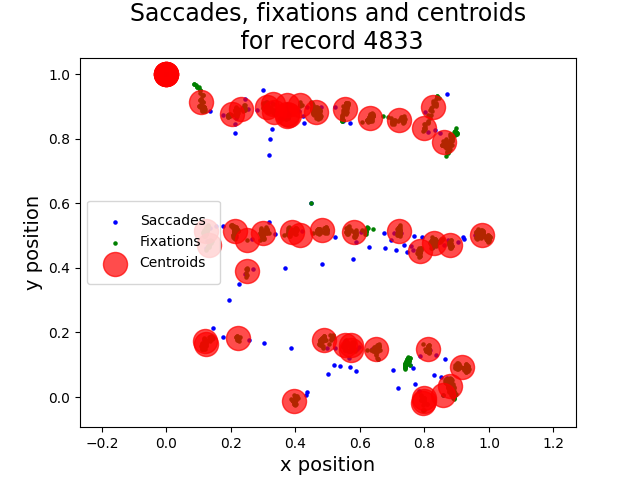 Saccades, fixations and centroids
for record 4833
1.0
0.8
0.6
0.4
0.2
0.0
y position
Saccades
Fixations
Centroids
−0.2
0.0
0.2
0.4
0.6
0.8
1.0
1.2
x position